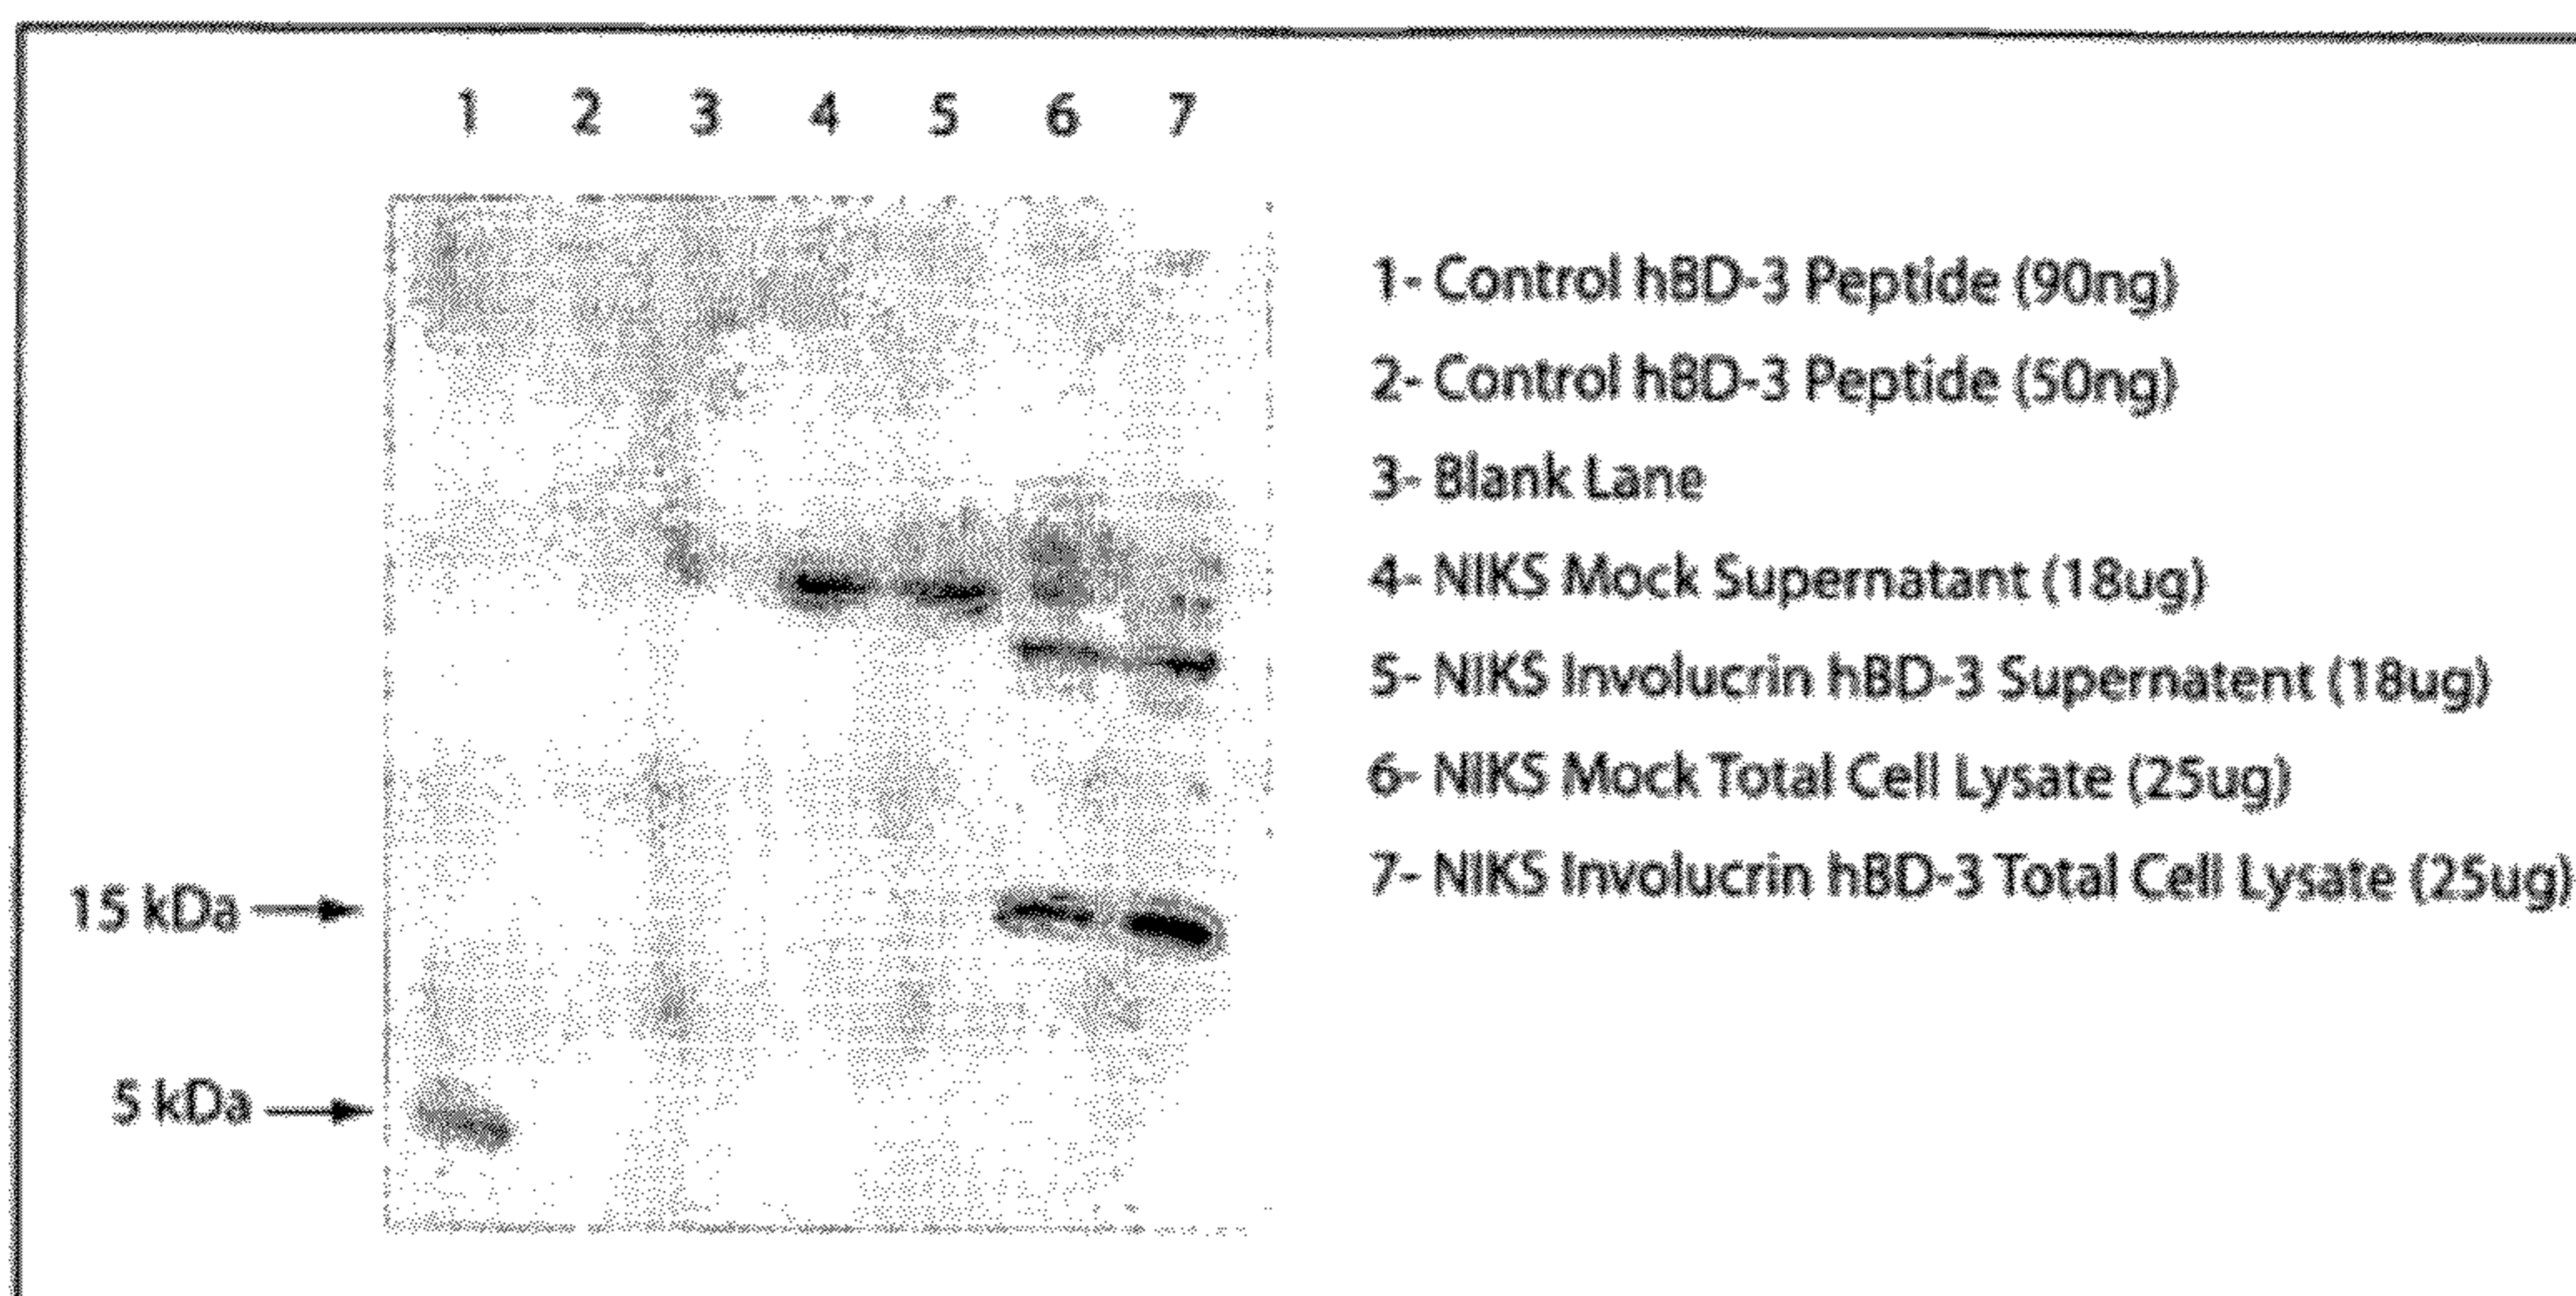 1 2 3 4 5 6 7
1- Control hBD-3 Peptide (90ng)
2- Control hBD-3 Peptide (50ng)
3- Blank Lane
4- NIKS Mock Supernatant (18ug)
5- NIKS Involucrin hBD-3 Supernatent (18ug)
6- NIKS Mock Total Cell Lysate (25ug)
7- NIKS Involucrin hBD-3 Total Cell Lysate (25ug)
15 kDa
5 kDa